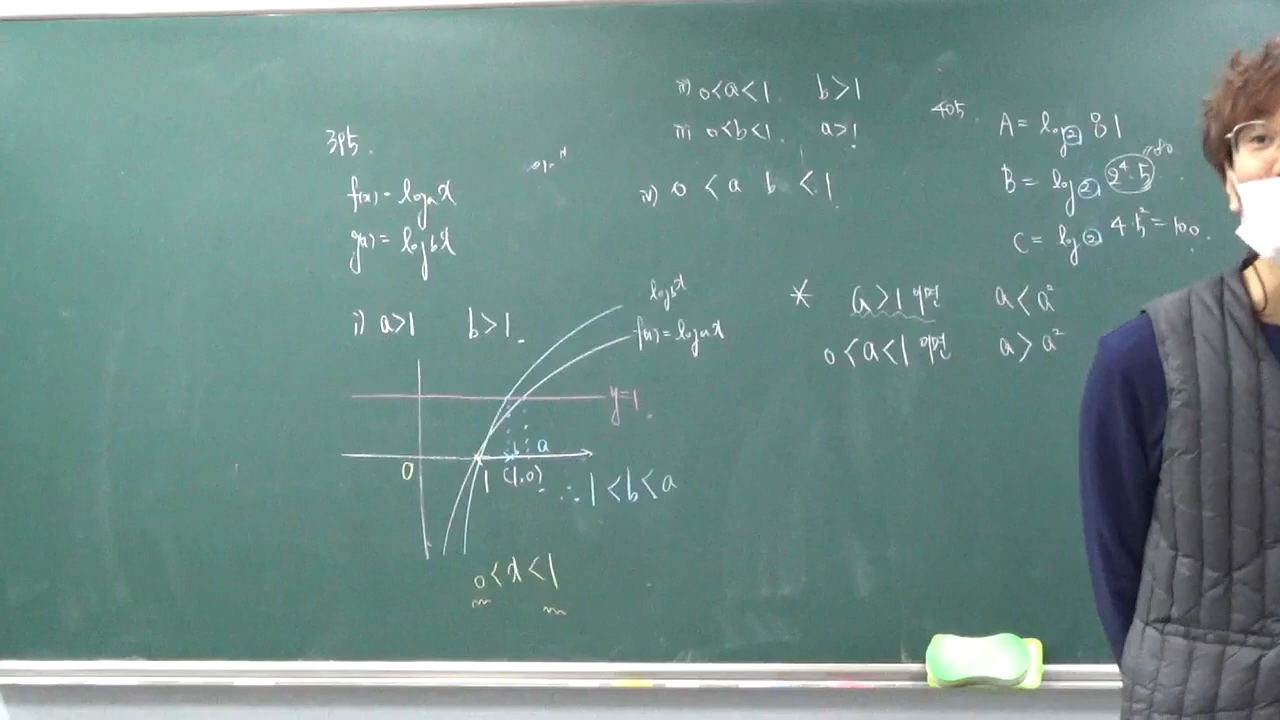 395.
f(x) = logₐx
g(x) = log_b x
i) a>1 b>1.
log_b x
f(x) = logₐx
y=1.
b a
0 1 (1,0)
∴ 1<b<a
0<x<1
ii) 0<a<1. b>1
iii) 0<b<1. a>1
iv) 0 < a b < 1
405.
A = log₂ 81
B = log₂ 2⁴·5 =80
C = log₂ 4·5² = 100.
* a>1 이면 a<a²
0<a<1 이면 a>a²